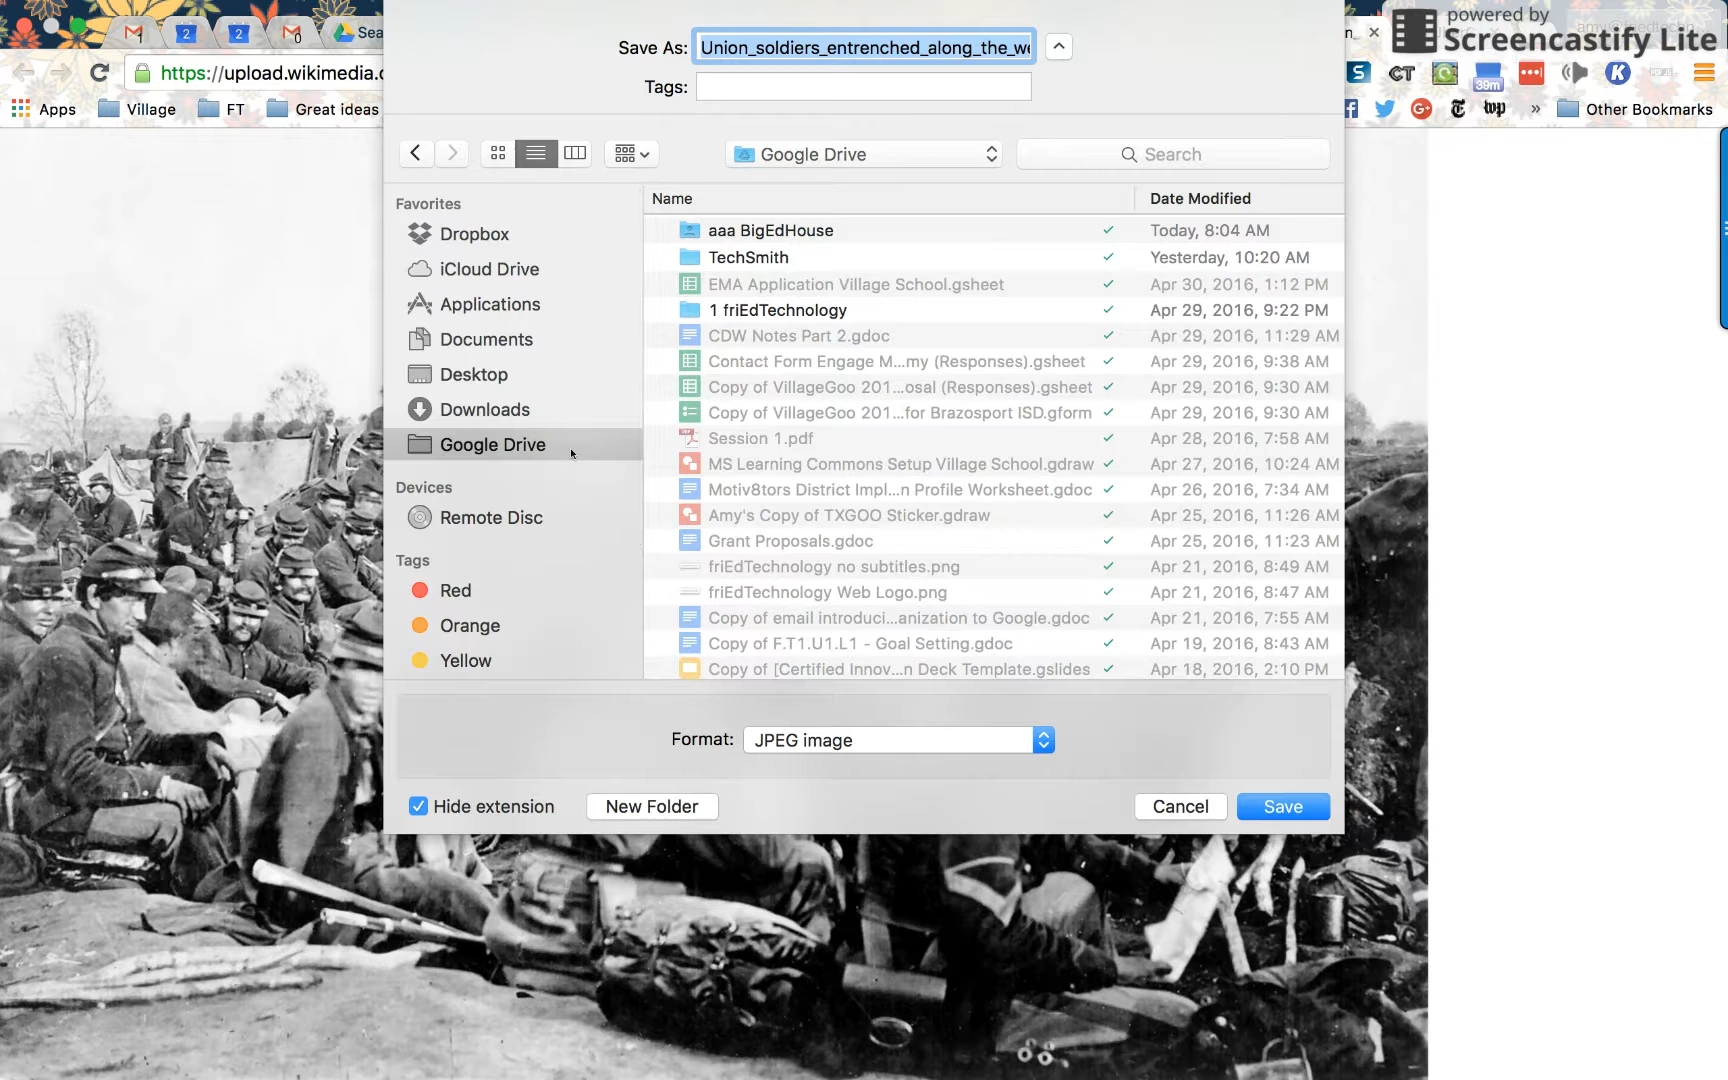 powered by
Screencastify Lite
Sea
https://upload.wikimedia.c
39m
Apps
Village
FT
Great ideas
Other Bookmarks
Save As:
Union_soldiers_entrenched_along_the_we
Tags:
Google Drive
Search
Favorites
Dropbox
iCloud Drive
Applications
Documents
Desktop
Downloads
Google Drive
Devices
Remote Disc
Tags
Red
Orange
Yellow
Name
Date Modified
aaa BigEdHouse
Today, 8:04 AM
TechSmith
Yesterday, 10:20 AM
EMA Application Village School.gsheet
Apr 30, 2016, 1:12 PM
1 friEdTechnology
Apr 29, 2016, 9:22 PM
CDW Notes Part 2.gdoc
Apr 29, 2016, 11:29 AM
Contact Form Engage M...my (Responses).gsheet
Apr 29, 2016, 9:38 AM
Copy of VillageGoo 201...osal (Responses).gsheet
Apr 29, 2016, 9:30 AM
Copy of VillageGoo 201...for Brazosport ISD.gform
Apr 29, 2016, 9:30 AM
Session 1.pdf
Apr 28, 2016, 7:58 AM
MS Learning Commons Setup Village School.gdraw
Apr 27, 2016, 10:24 AM
Motiv8tors District Impl...n Profile Worksheet.gdoc
Apr 26, 2016, 7:34 AM
Amy's Copy of TXGOO Sticker.gdraw
Apr 25, 2016, 11:26 AM
Grant Proposals.gdoc
Apr 25, 2016, 11:23 AM
friEdTechnology no subtitles.png
Apr 21, 2016, 8:49 AM
friEdTechnology Web Logo.png
Apr 21, 2016, 8:47 AM
Copy of email introduci...anization to Google.gdoc
Apr 21, 2016, 7:55 AM
Copy of F.T1.U1.L1 - Goal Setting.gdoc
Apr 19, 2016, 8:43 AM
Copy of [Certified Innov...n Deck Template.gslides
Apr 18, 2016, 2:10 PM
Format:
JPEG image
Hide extension
New Folder
Cancel
Save